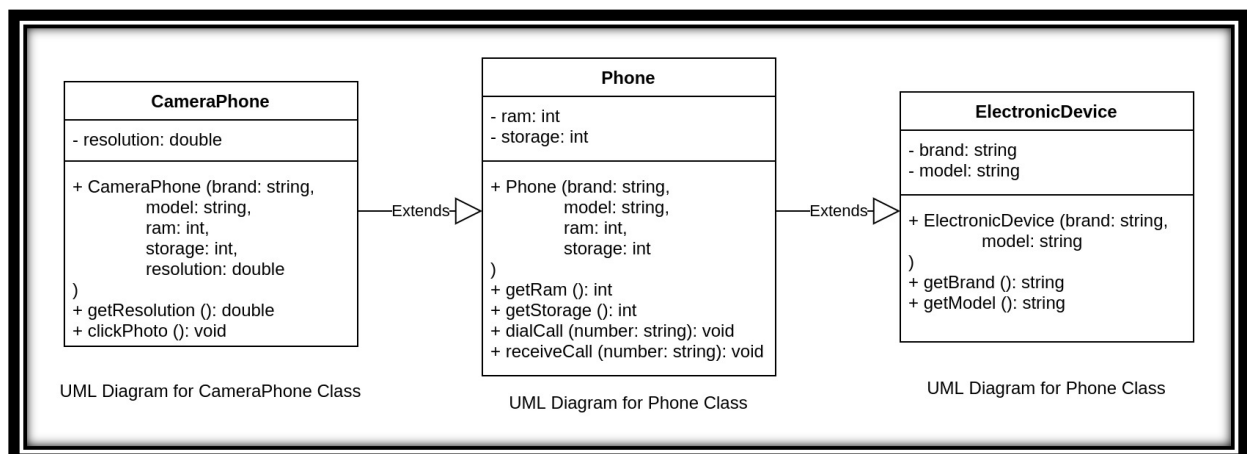 CameraPhone
- resolution: double
+ CameraPhone (brand: string,
model: string,
ram: int,
storage: int,
resolution: double
)
+ getResolution (): double
+ clickPhoto (): void
UML Diagram for CameraPhone Class
Extends
Phone
- ram: int
- storage: int
+ Phone (brand: string,
model: string,
ram: int,
storage: int
)
+ getRam (): int
+ getStorage (): int
+ dialCall (number: string): void
+ receiveCall (number: string): void
UML Diagram for Phone Class
Extends
ElectronicDevice
- brand: string
- model: string
+ ElectronicDevice (brand: string,
model: string
)
+ getBrand (): string
+ getModel (): string
UML Diagram for Phone Class